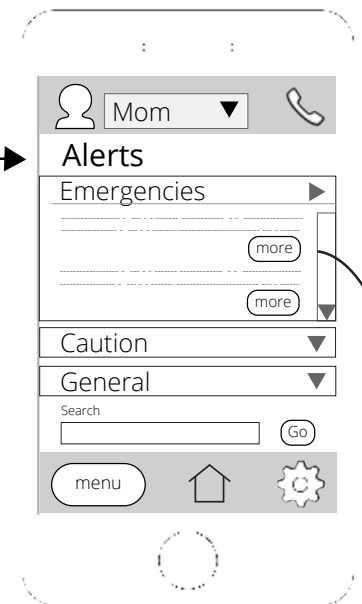 Mom
Alerts
Emergencies
more
more
Caution
General
Search
Go
menu